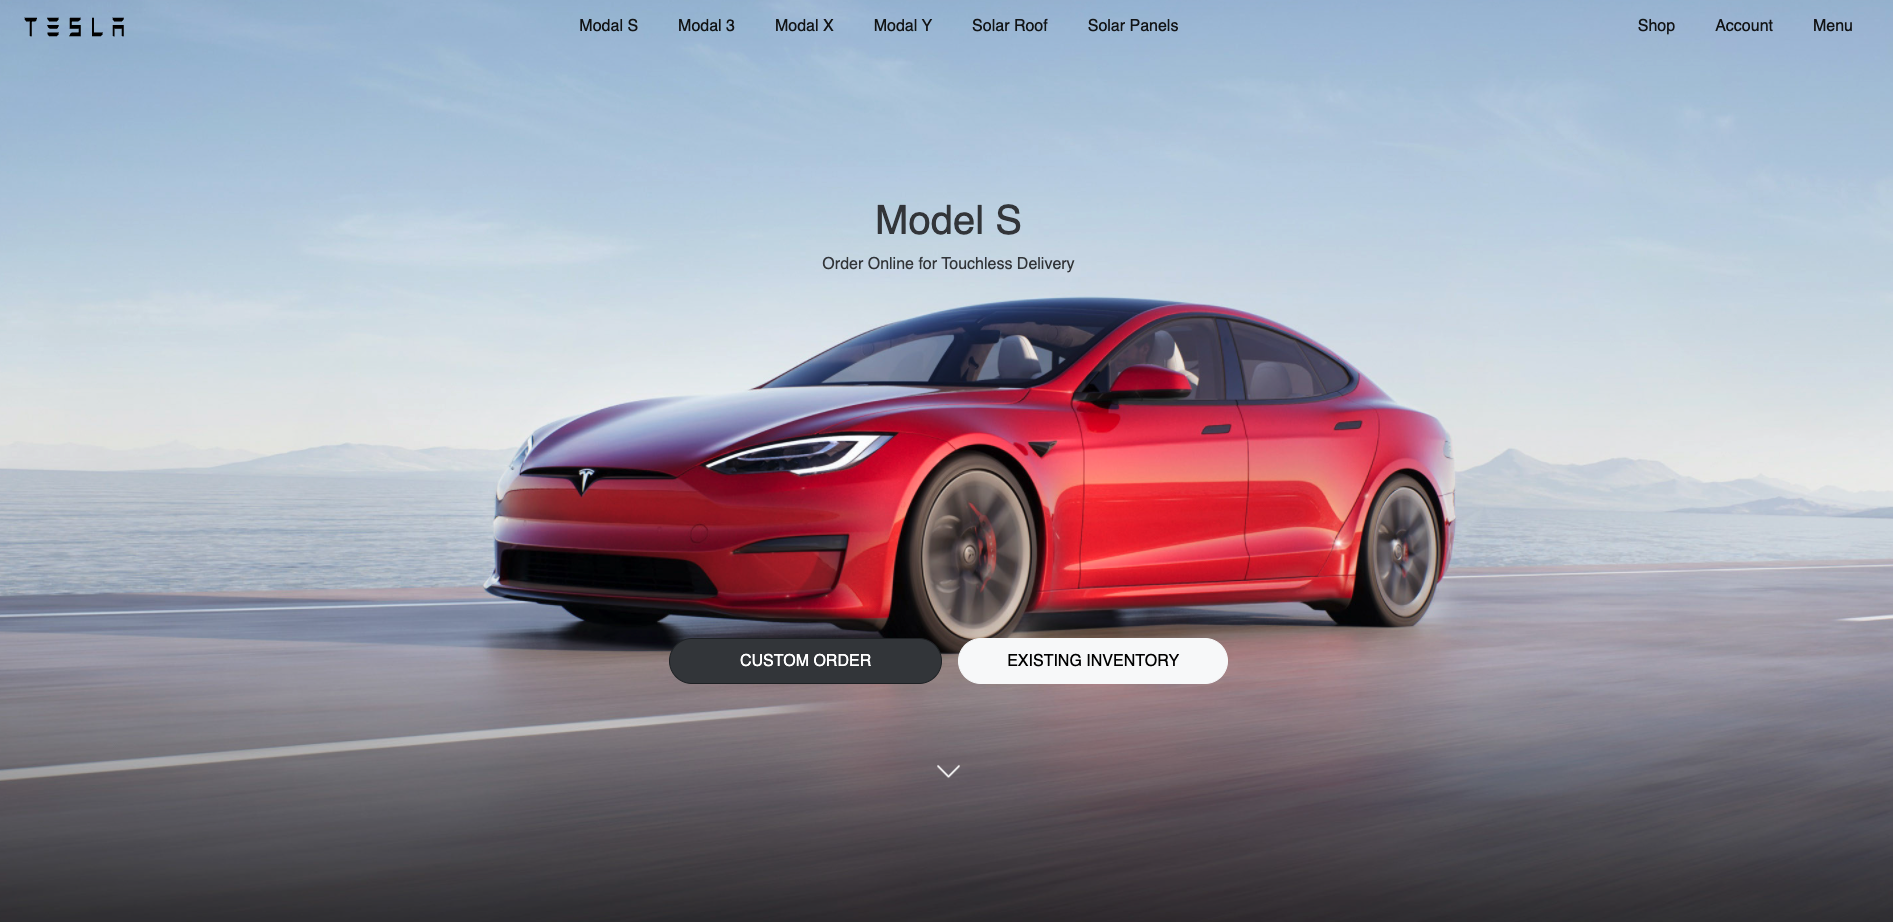 TESLA Modal S Modal 3 Modal X Modal Y Solar Roof Solar Panels Shop Account Menu
Model S
Order Online for Touchless Delivery
CUSTOM ORDER EXISTING INVENTORY